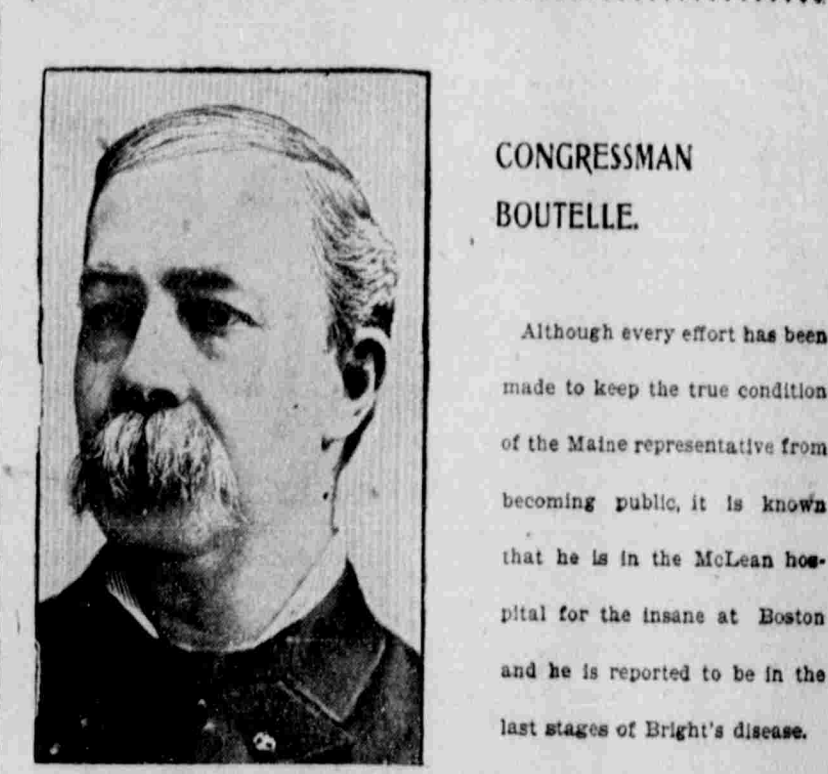 CONGRESSMAN
BOUTELLE.
Although every effort has been
made to keep the true condition
of the Maine representative from
becoming public, it is known
that he is in the McLean hos-
pital for the insane at Boston
and he is reported to be in the
last stages of Bright's disease.